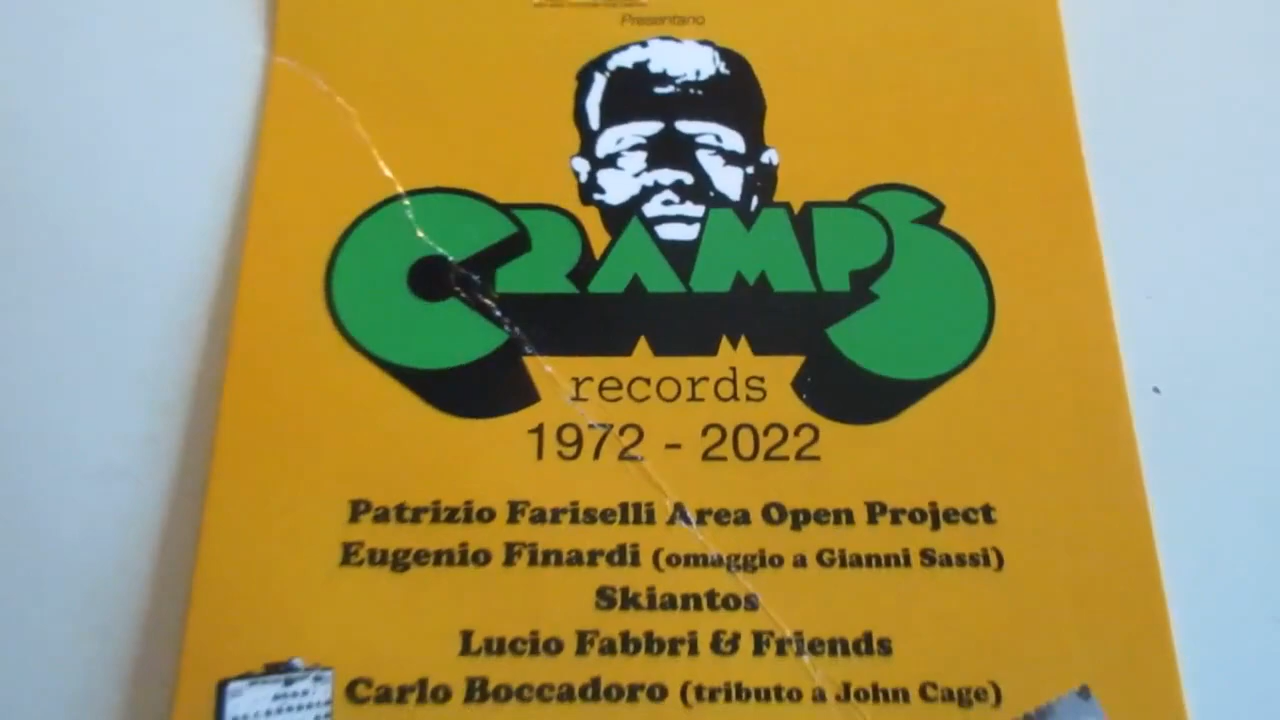 Presentano
CRAMPS
records
1972 - 2022
Patrizio Fariselli Area Open Project
Eugenio Finardi (omaggio a Gianni Sassi)
Skiantos
Lucio Fabbri & Friends
Carlo Boccadoro (tributo a John Cage)